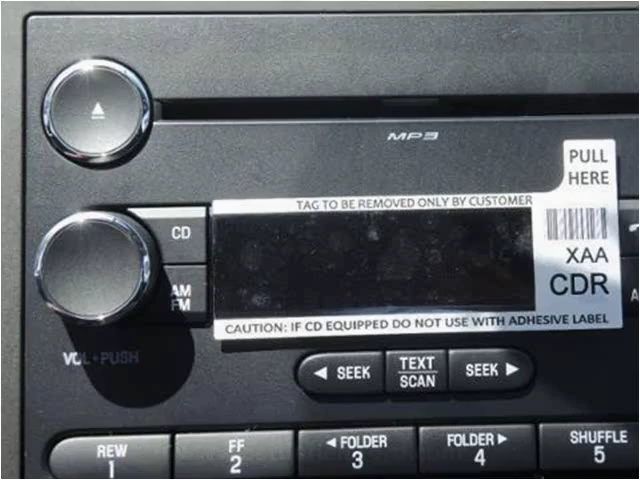 MP3
PULL
HERE
TAG TO BE REMOVED ONLY BY CUSTOMER
XAA
CDR
CD
AM
FM
CAUTION: IF CD EQUIPPED DO NOT USE WITH ADHESIVE LABEL
VOL • PUSH
◄ SEEK
TEXT
SCAN
SEEK ►
REW
1
FF
2
◄ FOLDER
3
FOLDER ►
4
SHUFFLE
5